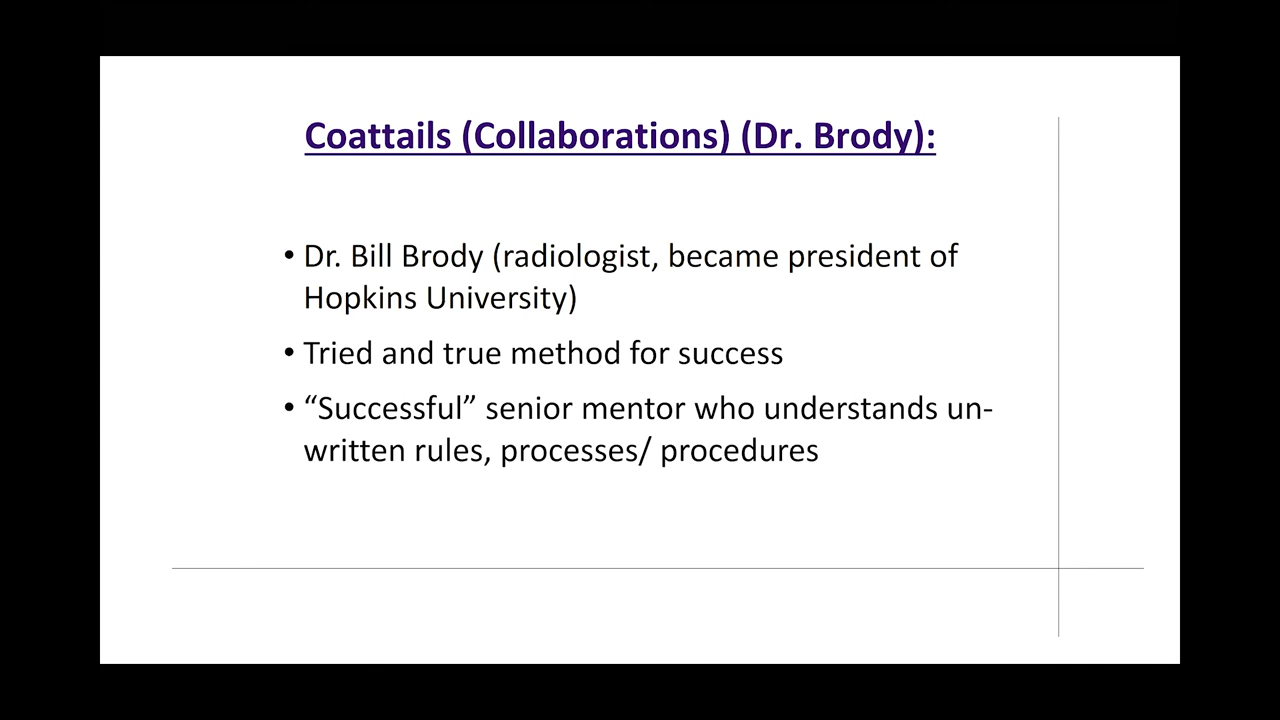 Coattails (Collaborations) (Dr. Brody):
• Dr. Bill Brody (radiologist, became president of
Hopkins University)
• Tried and true method for success
• “Successful” senior mentor who understands un-
written rules, processes/ procedures